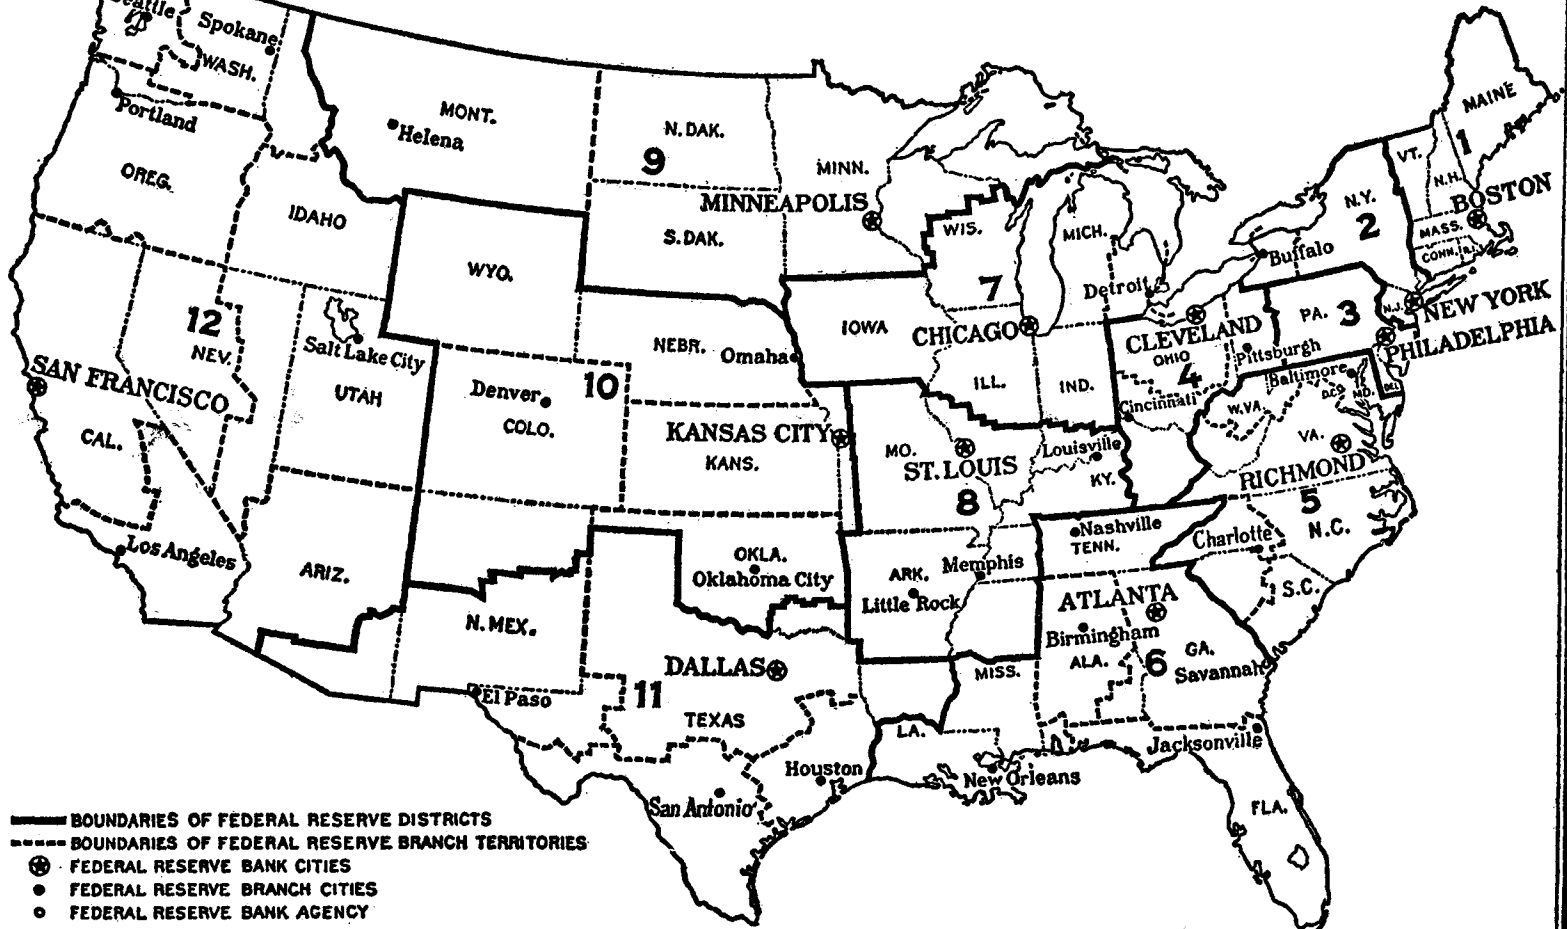 Seattle
Spokane
WASH.
Portland
OREG.
IDAHO
MONT.
Helena
N. DAK.
9
S. DAK.
MINN.
MINNEAPOLIS
WYO.
12
NEV.
SAN FRANCISCO
CAL.
Los Angeles
Salt Lake City
UTAH
ARIZ.
Denver
COLO.
10
NEBR.
Omaha
KANSAS CITY
KANS.
N. MEX.
El Paso
OKLA.
Oklahoma City
DALLAS
11
TEXAS
Houston
San Antonio
IOWA
WIS.
7
CHICAGO
ILL.
IND.
MICH.
Detroit
MO.
ST. LOUIS
8
Louisville
KY.
ARK.
Little Rock
Memphis
Nashville
TENN.
MISS.
LA.
New Orleans
ATLANTA
Birmingham
ALA.
6
GA.
Savannah
Jacksonville
FLA.
CLEVELAND
OHIO
4
Cincinnati
Pittsburgh
PA.
3
PHILADELPHIA
N.J.
DEL.
Baltimore
D.C.
MD.
W.VA.
VA.
RICHMOND
5
N.C.
Charlotte
S.C.
Buffalo
N.Y.
2
NEW YORK
VT.
N.H.
MAINE
1
BOSTON
MASS.
CONN.
R.I.
BOUNDARIES OF FEDERAL RESERVE DISTRICTS
BOUNDARIES OF FEDERAL RESERVE BRANCH TERRITORIES
FEDERAL RESERVE BANK CITIES
FEDERAL RESERVE BRANCH CITIES
FEDERAL RESERVE BANK AGENCY